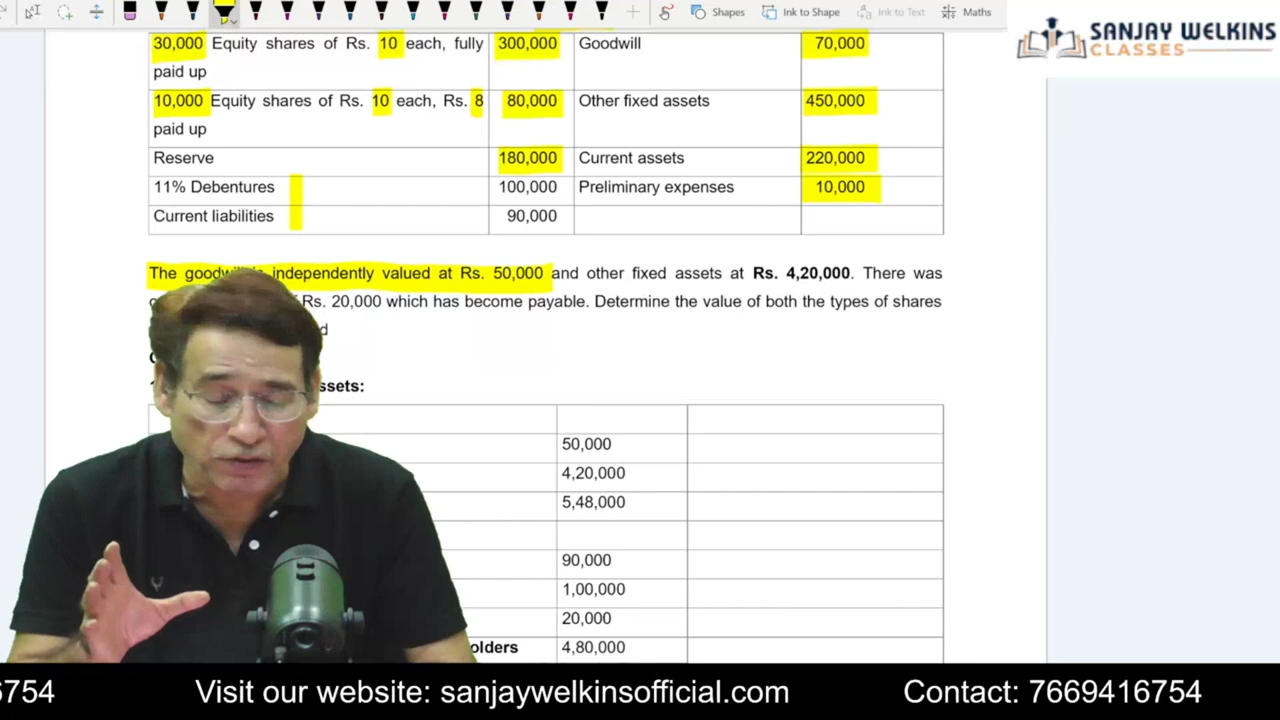 Shapes Ink to Shape Ink to Text Maths
SANJAY WELKINS
CLASSES
30,000 Equity shares of Rs. 10 each, fully 300,000 Goodwill 70,000
paid up
10,000 Equity shares of Rs. 10 each, Rs. 8 80,000 Other fixed assets 450,000
paid up
Reserve 180,000 Current assets 220,000
11% Debentures 100,000 Preliminary expenses 10,000
Current liabilities 90,000
The goodwill is independently valued at Rs. 50,000 and other fixed assets at Rs. 4,20,000. There was
Rs. 20,000 which has become payable. Determine the value of both the types of shares
50,000
4,20,000
5,48,000
90,000
1,00,000
20,000
4,80,000
6754 Visit our website: sanjaywelkinsofficial.com Contact: 7669416754